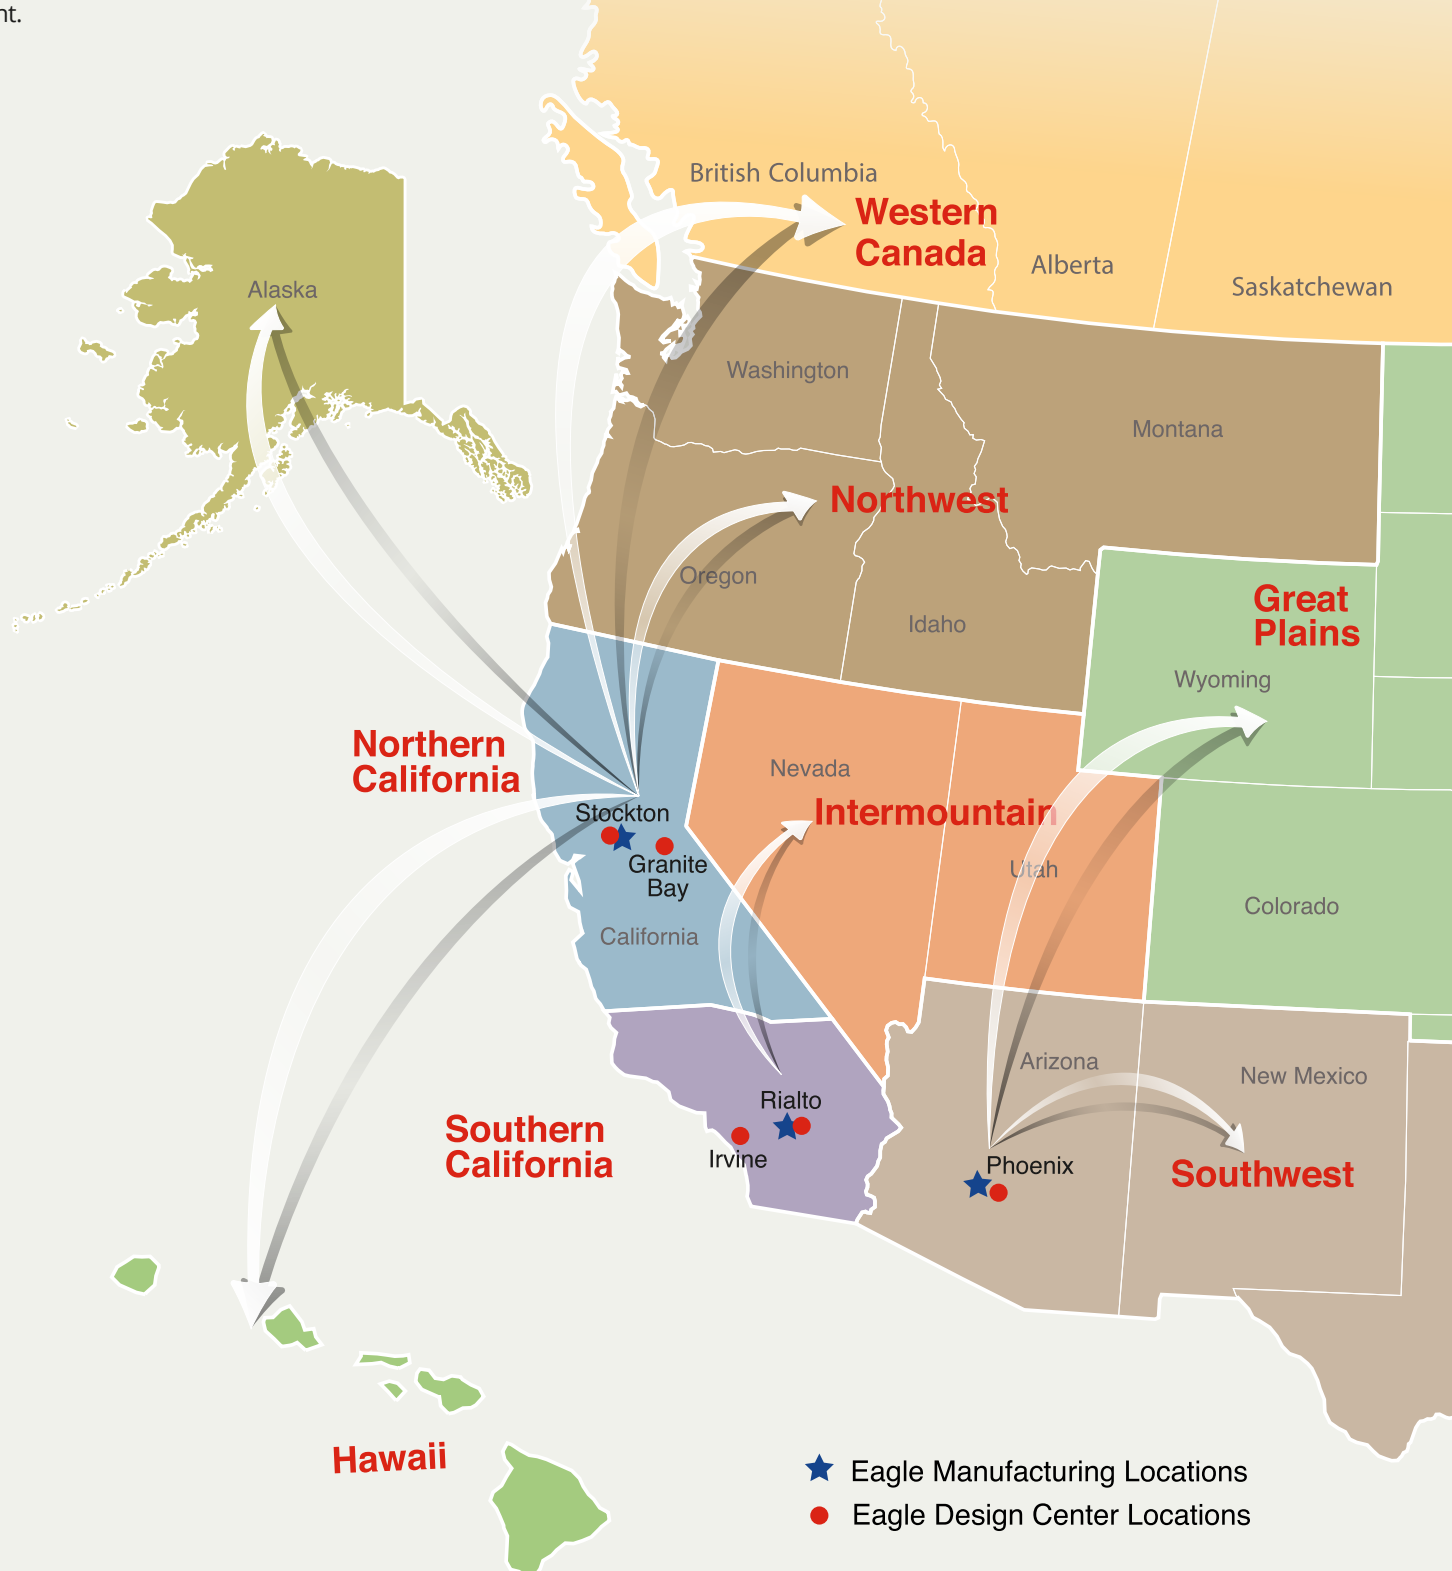 nt.
British Columbia
Western
Canada
Alberta
Saskatchewan
Alaska
Washington
Montana
Northwest
Oregon
Idaho
Great
Plains
Wyoming
Northern
California
Nevada
Intermountain
Stockton
Granite
Bay
Utah
Colorado
California
Arizona
New Mexico
Rialto
Southern
California
Irvine
Phoenix
Southwest
Hawaii
Eagle Manufacturing Locations
Eagle Design Center Locations